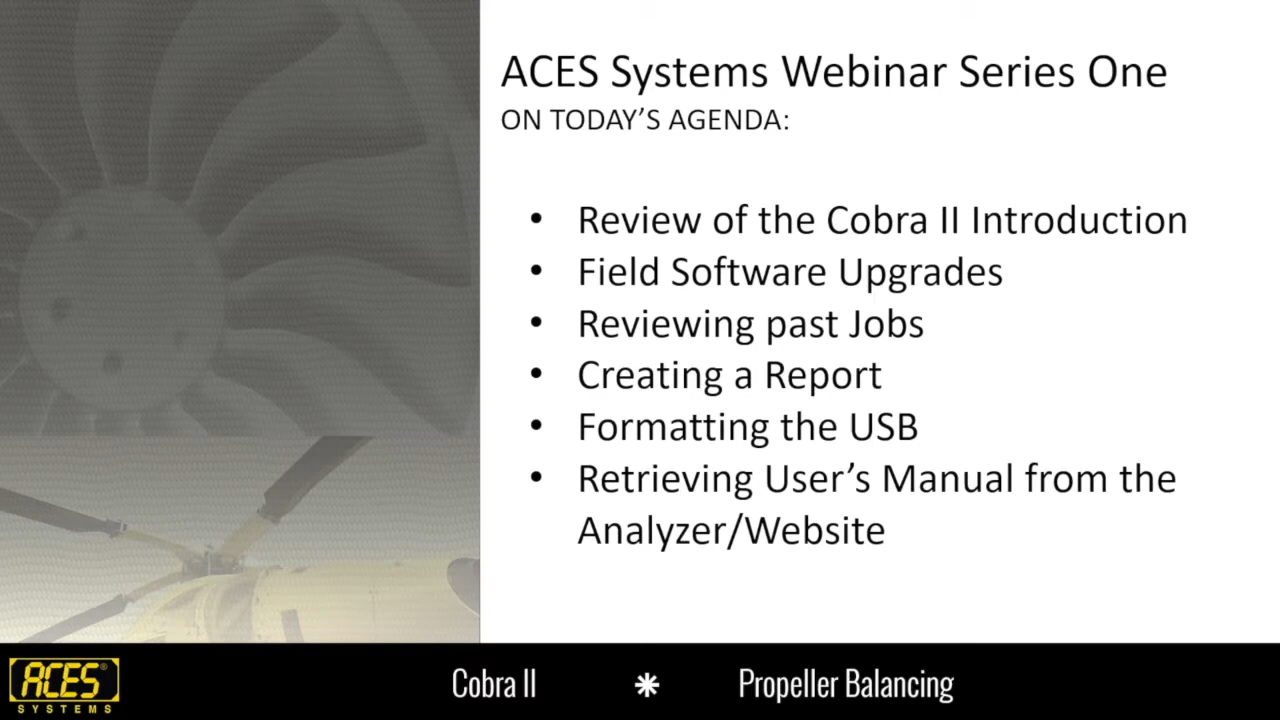 ACES Systems Webinar Series One
ON TODAY’S AGENDA:
• Review of the Cobra II Introduction
• Field Software Upgrades
• Reviewing past Jobs
• Creating a Report
• Formatting the USB
• Retrieving User’s Manual from the
Analyzer/Website
ACES®
SYSTEMS
Cobra II
Propeller Balancing